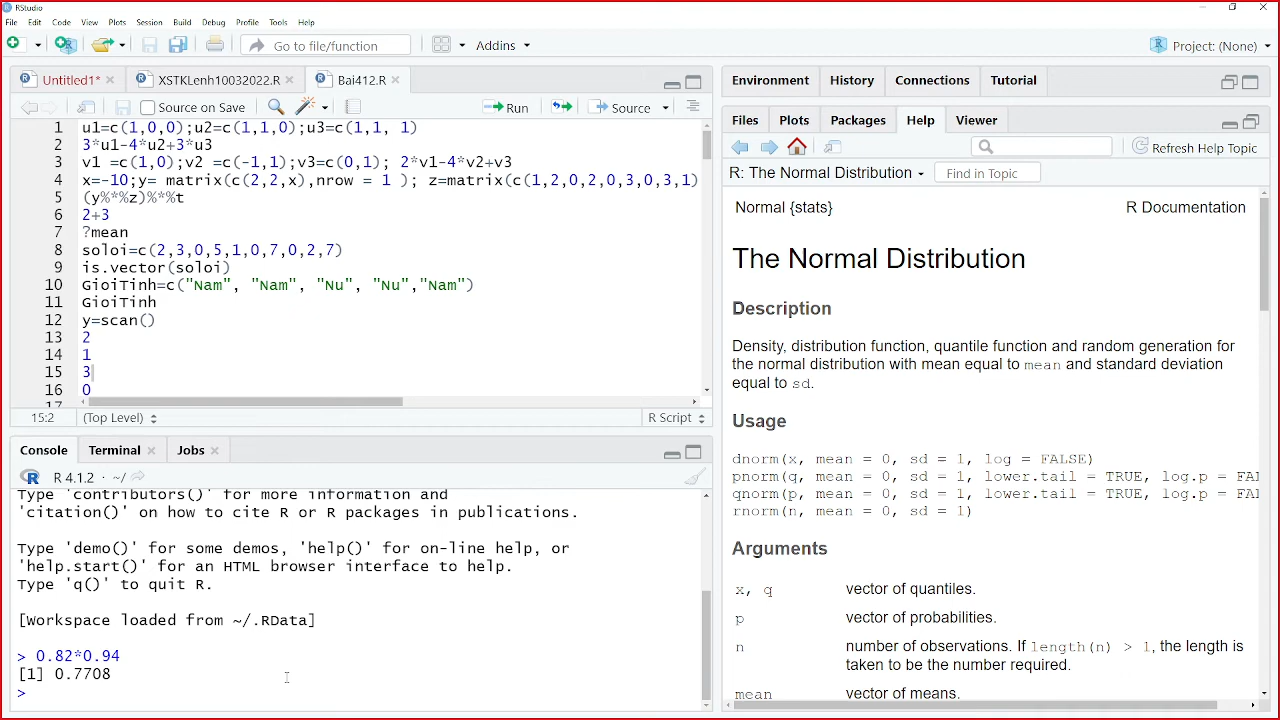 RStudio
File Edit Code View Plots Session Build Debug Profile Tools Help
Go to file/function Addins Project: (None)
Untitled1* XSTKLenh10032022.R Bai412.R
Source on Save Run Source
1 u1=c(1,0,0);u2=c(1,1,0);u3=c(1,1, 1)
2 3*u1-4*u2+3*u3
3 v1 =c(1,0);v2 =c(-1,1);v3=c(0,1); 2*v1-4*v2+v3
4 x=-10;y= matrix(c(2,2,x),nrow = 1 ); z=matrix(c(1,2,0,2,0,3,0,3,1)
5 (y%*%z)%*%t
6 2+3
7 ?mean
8 soloi=c(2,3,0,5,1,0,7,0,2,7)
9 is.vector(soloi)
10 GioiTinh=c("Nam", "Nam", "Nu", "Nu","Nam")
11 GioiTinh
12 y=scan()
13 2
14 1
15 3
16 0
17
15:2 (Top Level) R Script
Console Terminal Jobs
R 4.1.2 · ~/
Type 'contributors()' for more information and
'citation()' on how to cite R or R packages in publications.
Type 'demo()' for some demos, 'help()' for on-line help, or
'help.start()' for an HTML browser interface to help.
Type 'q()' to quit R.
[Workspace loaded from ~/.RData]
> 0.82*0.94
[1] 0.7708
>
Environment History Connections Tutorial
Files Plots Packages Help Viewer
Refresh Help Topic
R: The Normal Distribution Find in Topic
Normal {stats} R Documentation
The Normal Distribution
Description
Density, distribution function, quantile function and random generation for
the normal distribution with mean equal to mean and standard deviation
equal to sd.
Usage
dnorm(x, mean = 0, sd = 1, log = FALSE)
pnorm(q, mean = 0, sd = 1, lower.tail = TRUE, log.p = FAL
qnorm(p, mean = 0, sd = 1, lower.tail = TRUE, log.p = FAL
rnorm(n, mean = 0, sd = 1)
Arguments
x, q vector of quantiles.
p vector of probabilities.
n number of observations. If length(n) > 1, the length is
taken to be the number required.
mean vector of means.